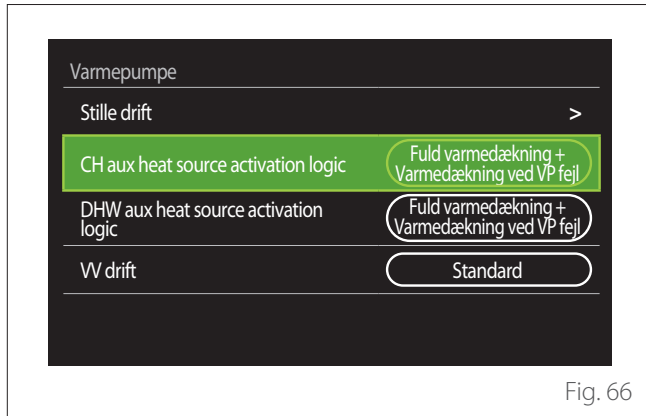 Varmepumpe
Stille drift >
CH aux heat source activation logic
Fuld varmedækning +
Varmedækning ved VP fejl
DHW aux heat source activation
logic
Fuld varmedækning +
Varmedækning ved VP fejl
VV drift
Standard
Fig. 66